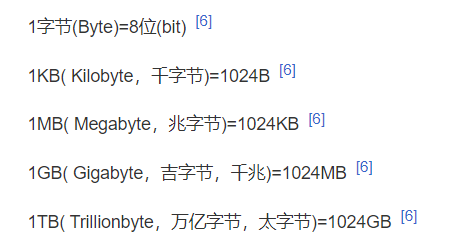 1字节(Byte)=8位(bit) [6]
1KB( Kilobyte，千字节)=1024B [6]
1MB( Megabyte，兆字节)=1024KB [6]
1GB( Gigabyte，吉字节，千兆)=1024MB [6]
1TB( Trillionbyte，万亿字节，太字节)=1024GB [6]